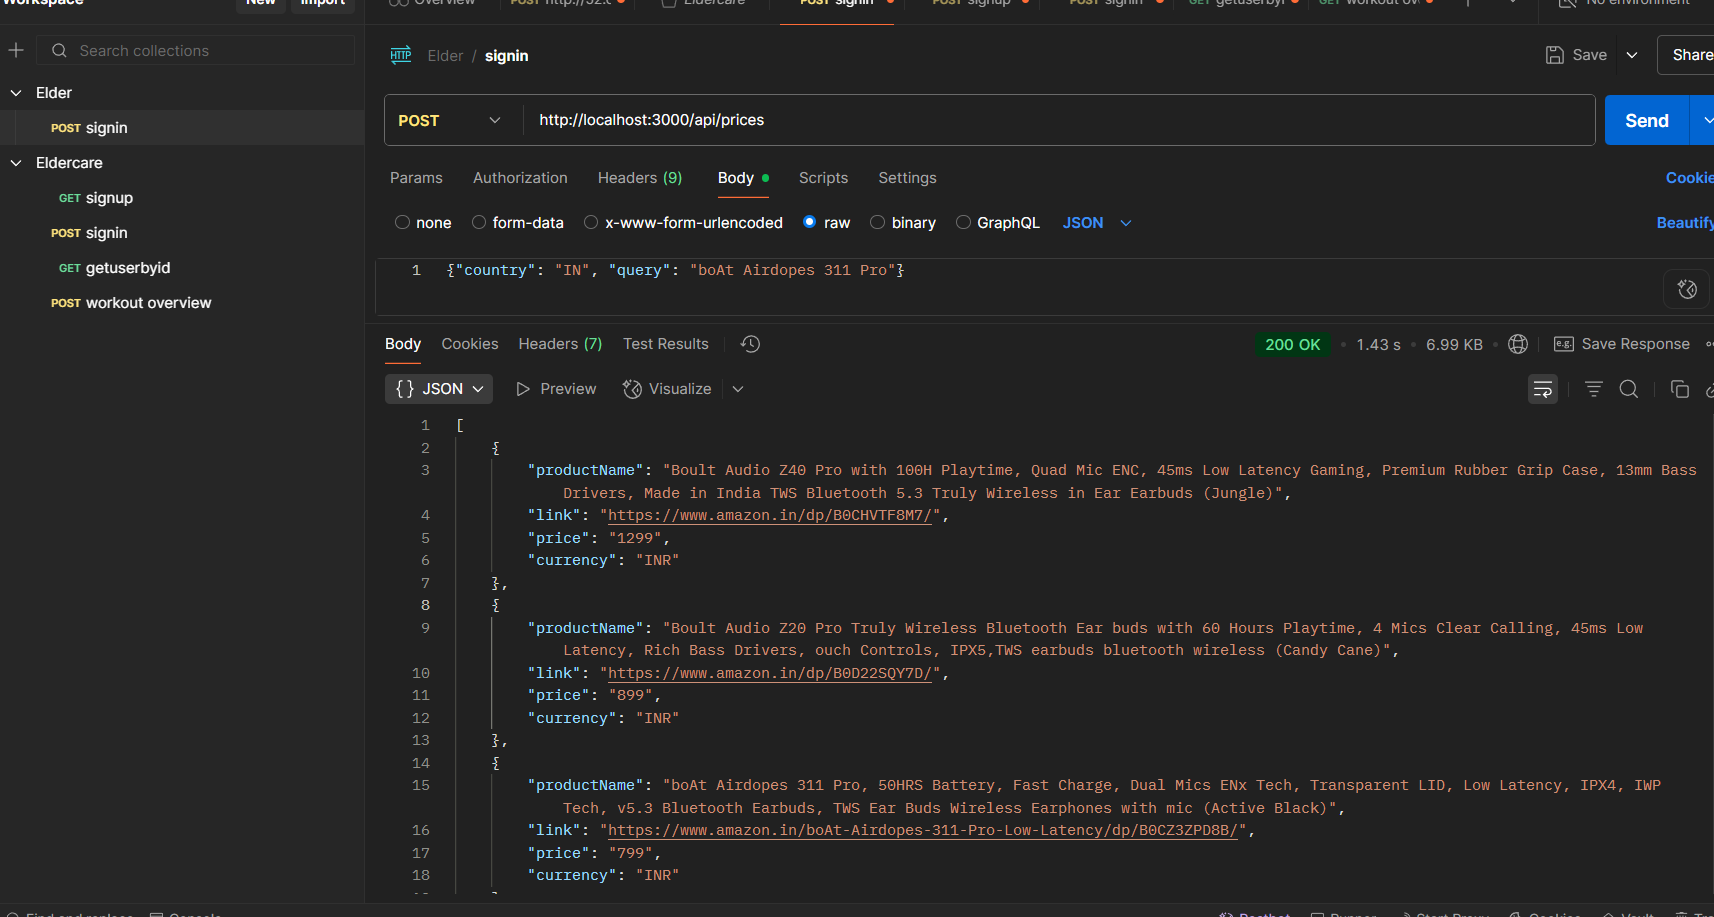 Workspace
New
Import
Overview
POST http://52.
Eldercare
POST signin
POST signup
POST signin
GET getuserbyi
GET workout ov
No environment
Search collections
Elder
POST signin
Eldercare
GET signup
POST signin
GET getuserbyid
POST workout overview
HTTP Elder / signin
Save
Share
POST http://localhost:3000/api/prices
Send
Params Authorization Headers (9) Body Scripts Settings
Cookie
none form-data x-www-form-urlencoded raw binary GraphQL JSON
Beautify
1 {"country": "IN", "query": "boAt Airdopes 311 Pro"}
Body Cookies Headers (7) Test Results
200 OK • 1.43 s • 6.99 KB • e.g. Save Response
{} JSON Preview Visualize
1 [
2 {
3 "productName": "Boult Audio Z40 Pro with 100H Playtime, Quad Mic ENC, 45ms Low Latency Gaming, Premium Rubber Grip Case, 13mm Bass
Drivers, Made in India TWS Bluetooth 5.3 Truly Wireless in Ear Earbuds (Jungle)",
4 "link": "https://www.amazon.in/dp/B0CHVTF8M7/",
5 "price": "1299",
6 "currency": "INR"
7 },
8 {
9 "productName": "Boult Audio Z20 Pro Truly Wireless Bluetooth Ear buds with 60 Hours Playtime, 4 Mics Clear Calling, 45ms Low
Latency, Rich Bass Drivers, ouch Controls, IPX5,TWS earbuds bluetooth wireless (Candy Cane)",
10 "link": "https://www.amazon.in/dp/B0D22SQY7D/",
11 "price": "899",
12 "currency": "INR"
13 },
14 {
15 "productName": "boAt Airdopes 311 Pro, 50HRS Battery, Fast Charge, Dual Mics ENx Tech, Transparent LID, Low Latency, IPX4, IWP
Tech, v5.3 Bluetooth Earbuds, TWS Ear Buds Wireless Earphones with mic (Active Black)",
16 "link": "https://www.amazon.in/boAt-Airdopes-311-Pro-Low-Latency/dp/B0CZ3ZPD8B/",
17 "price": "799",
18 "currency": "INR"
Find and replace Console
Postbot Runner Start Proxy Cookies Vault